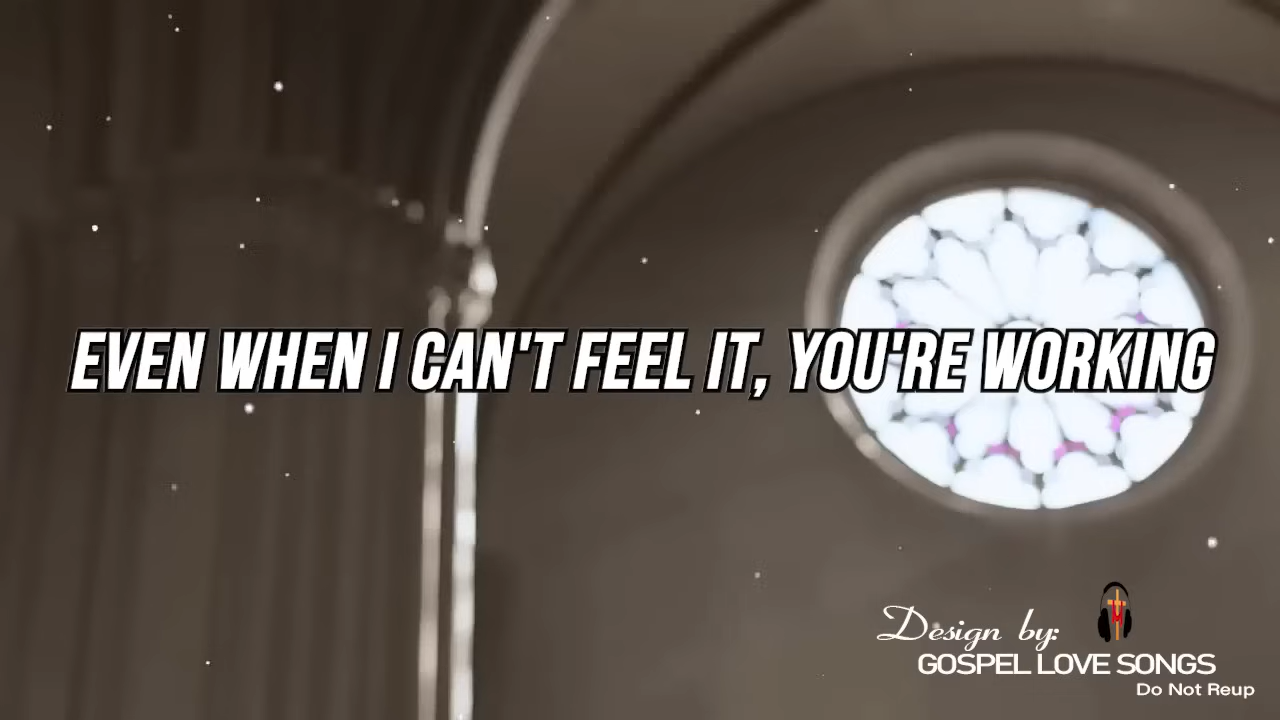 EVEN WHEN I CAN'T FEEL IT, YOU'RE WORKING
Design by:
GOSPEL LOVE SONGS
Do Not Reup